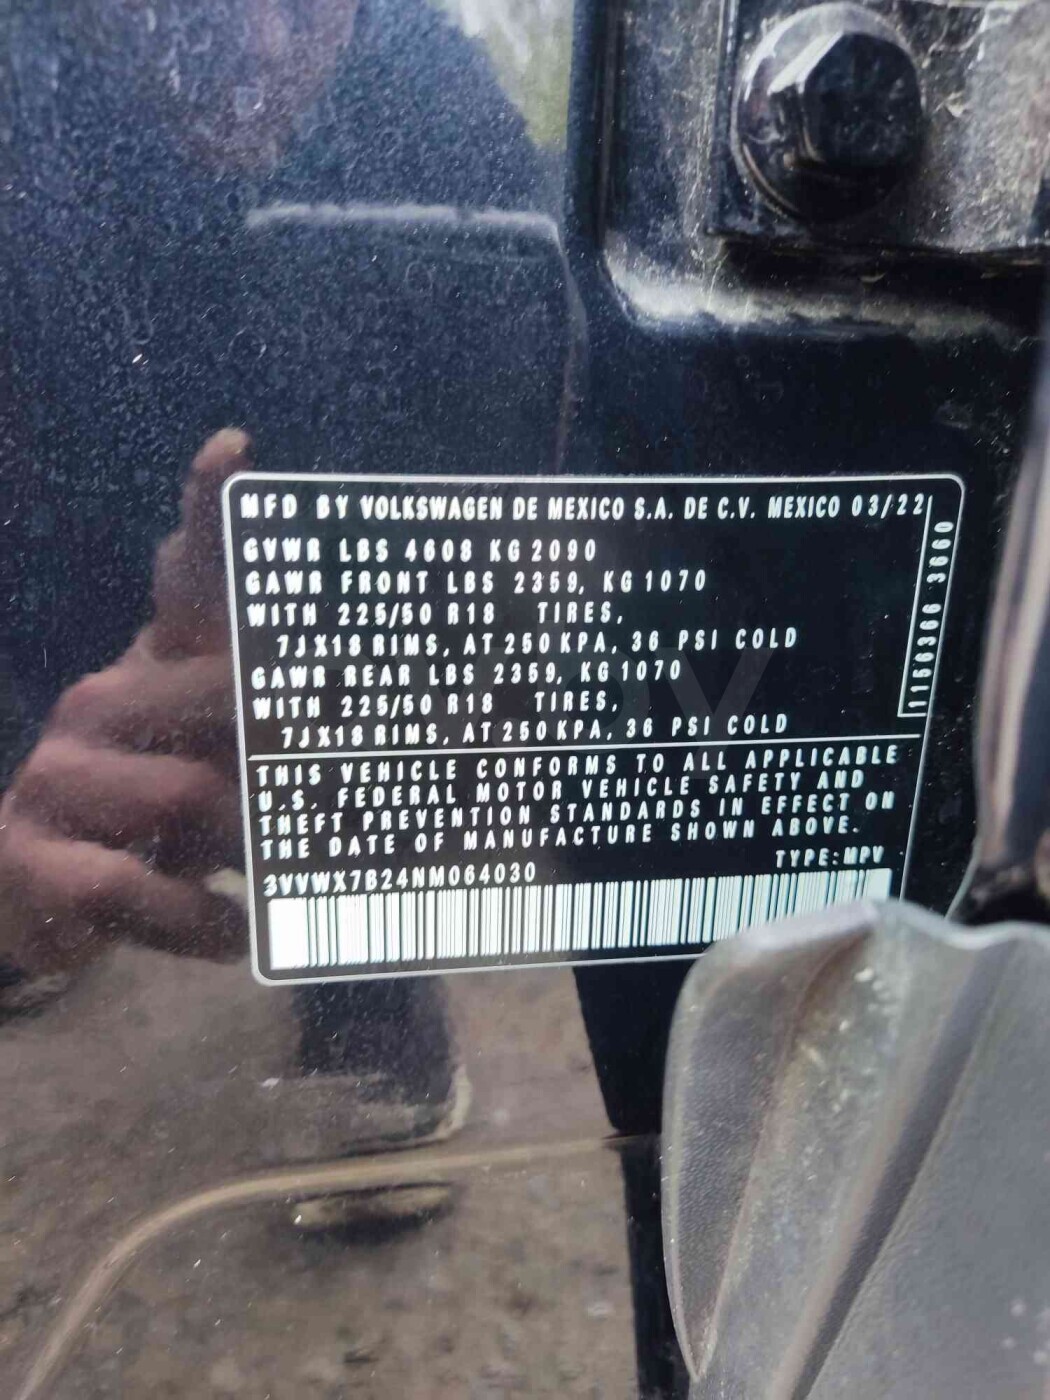 MFD BY VOLKSWAGEN DE MEXICO S.A. DE C.V. MEXICO 03/22
GVWR LBS 4608 KG 2090
GAWR FRONT LBS 2359, KG 1070
WITH 225/50 R18 TIRES,
7JX18 RIMS, AT 250 KPA, 36 PSI COLD
GAWR REAR LBS 2359, KG 1070
WITH 225/50 R18 TIRES,
7JX18 RIMS, AT 250 KPA, 36 PSI COLD
1156366 3660
THIS VEHICLE CONFORMS TO ALL APPLICABLE
U.S. FEDERAL MOTOR VEHICLE SAFETY AND
THEFT PREVENTION STANDARDS IN EFFECT ON
THE DATE OF MANUFACTURE SHOWN ABOVE.
TYPE:MPV
3VVWX7B24NM064030